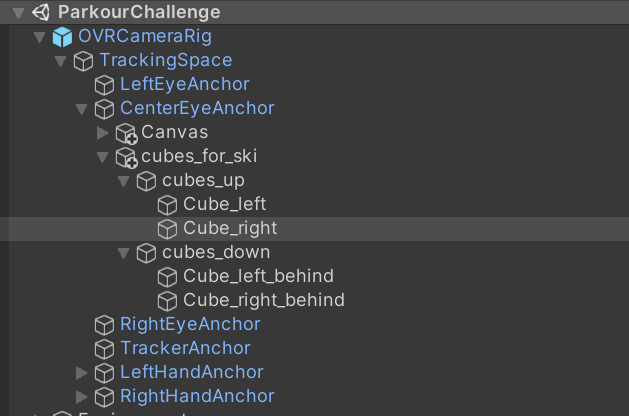 ParkourChallenge
OVRCameraRig
TrackingSpace
LeftEyeAnchor
CenterEyeAnchor
Canvas
cubes_for_ski
cubes_up
Cube_left
Cube_right
cubes_down
Cube_left_behind
Cube_right_behind
RightEyeAnchor
TrackerAnchor
LeftHandAnchor
RightHandAnchor